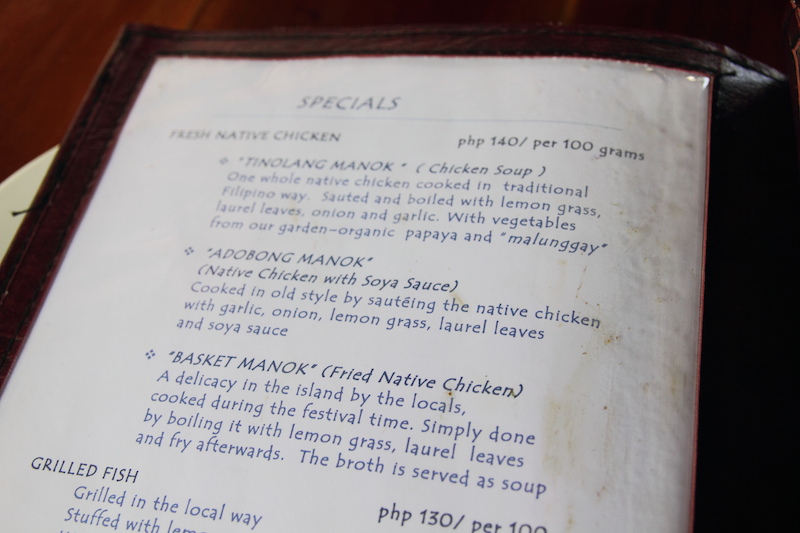 SPECIALS
FRESH NATIVE CHICKEN php 140/ per 100 grams
❖ "TINOLANG MANOK " ( Chicken Soup )
One whole native chicken cooked in traditional
Filipino way. Sauted and boiled with lemon grass,
laurel leaves, onion and garlic. With vegetables
from our garden-organic papaya and "malunggay"
❖ "ADOBONG MANOK"
(Native Chicken with Soya Sauce)
Cooked in old style by sautéing the native chicken
with garlic, onion, lemon grass, laurel leaves
and soya sauce
❖ "BASKET MANOK" (Fried Native Chicken)
A delicacy in the island by the locals,
cooked during the festival time. Simply done
by boiling it with lemon grass, laurel leaves
and fry afterwards. The broth is served as soup
GRILLED FISH
php 130/ per 100
Grilled in the local way
Stuffed with